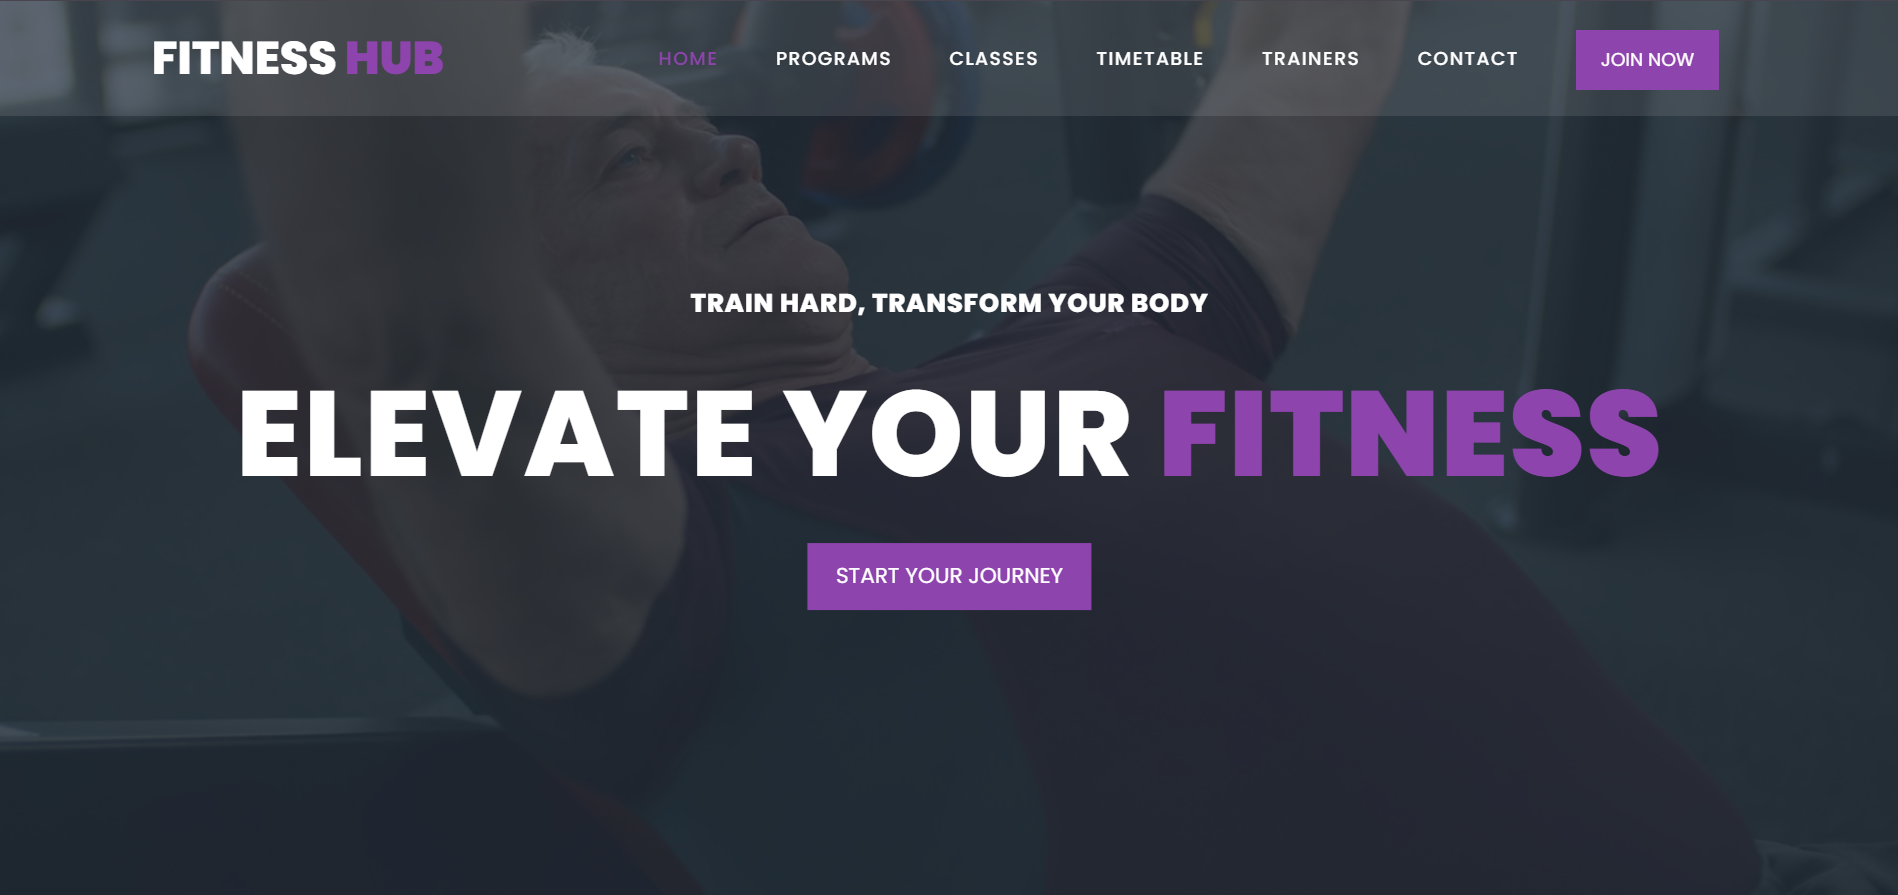 FITNESS HUB
HOME PROGRAMS CLASSES TIMETABLE TRAINERS CONTACT JOIN NOW
TRAIN HARD, TRANSFORM YOUR BODY
ELEVATE YOUR FITNESS
START YOUR JOURNEY